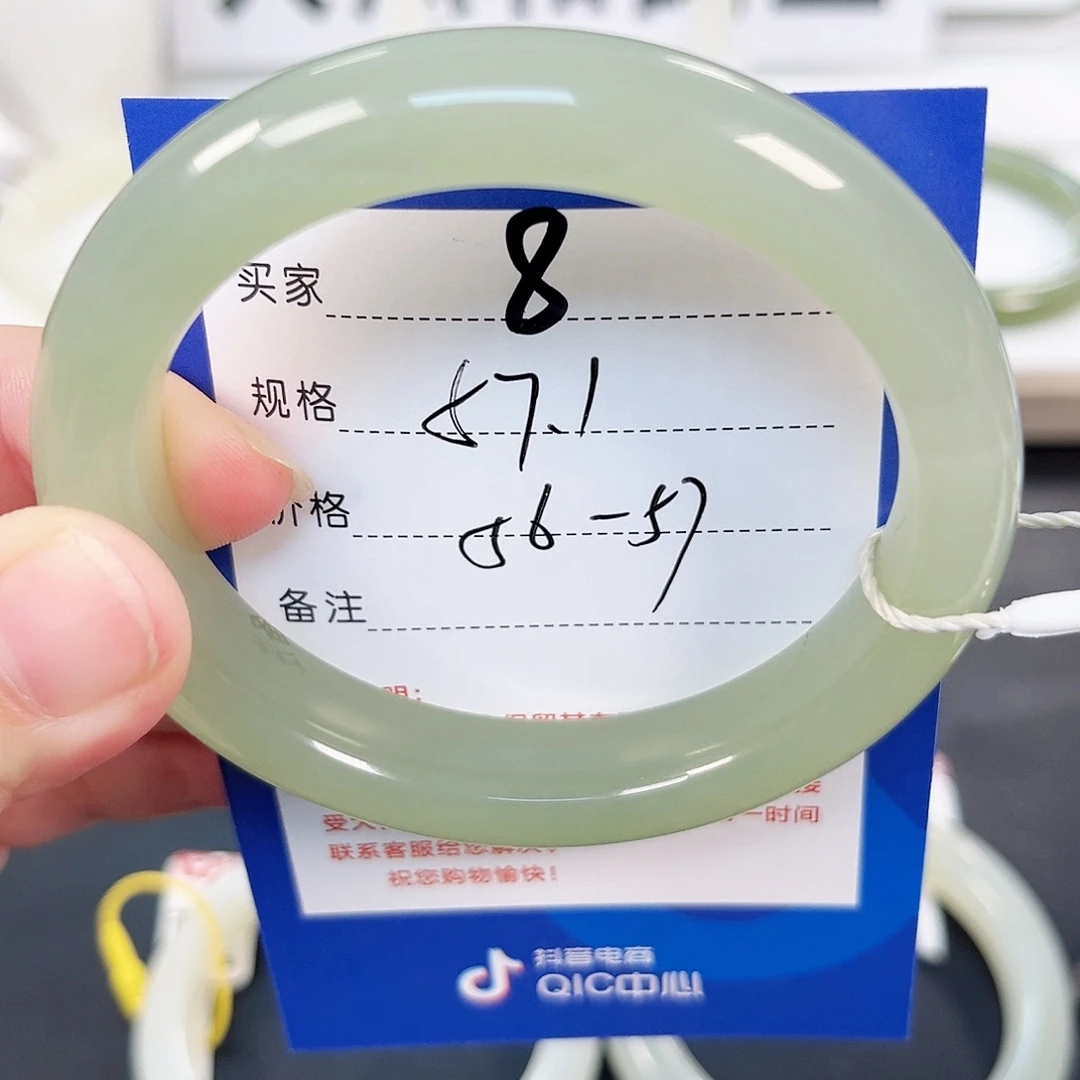 买家 8
规格 57.1
价格 56-57
备注
明:
一时间
联系客服给您解决!
祝您购物愉快!
抖音电商
QIC中心